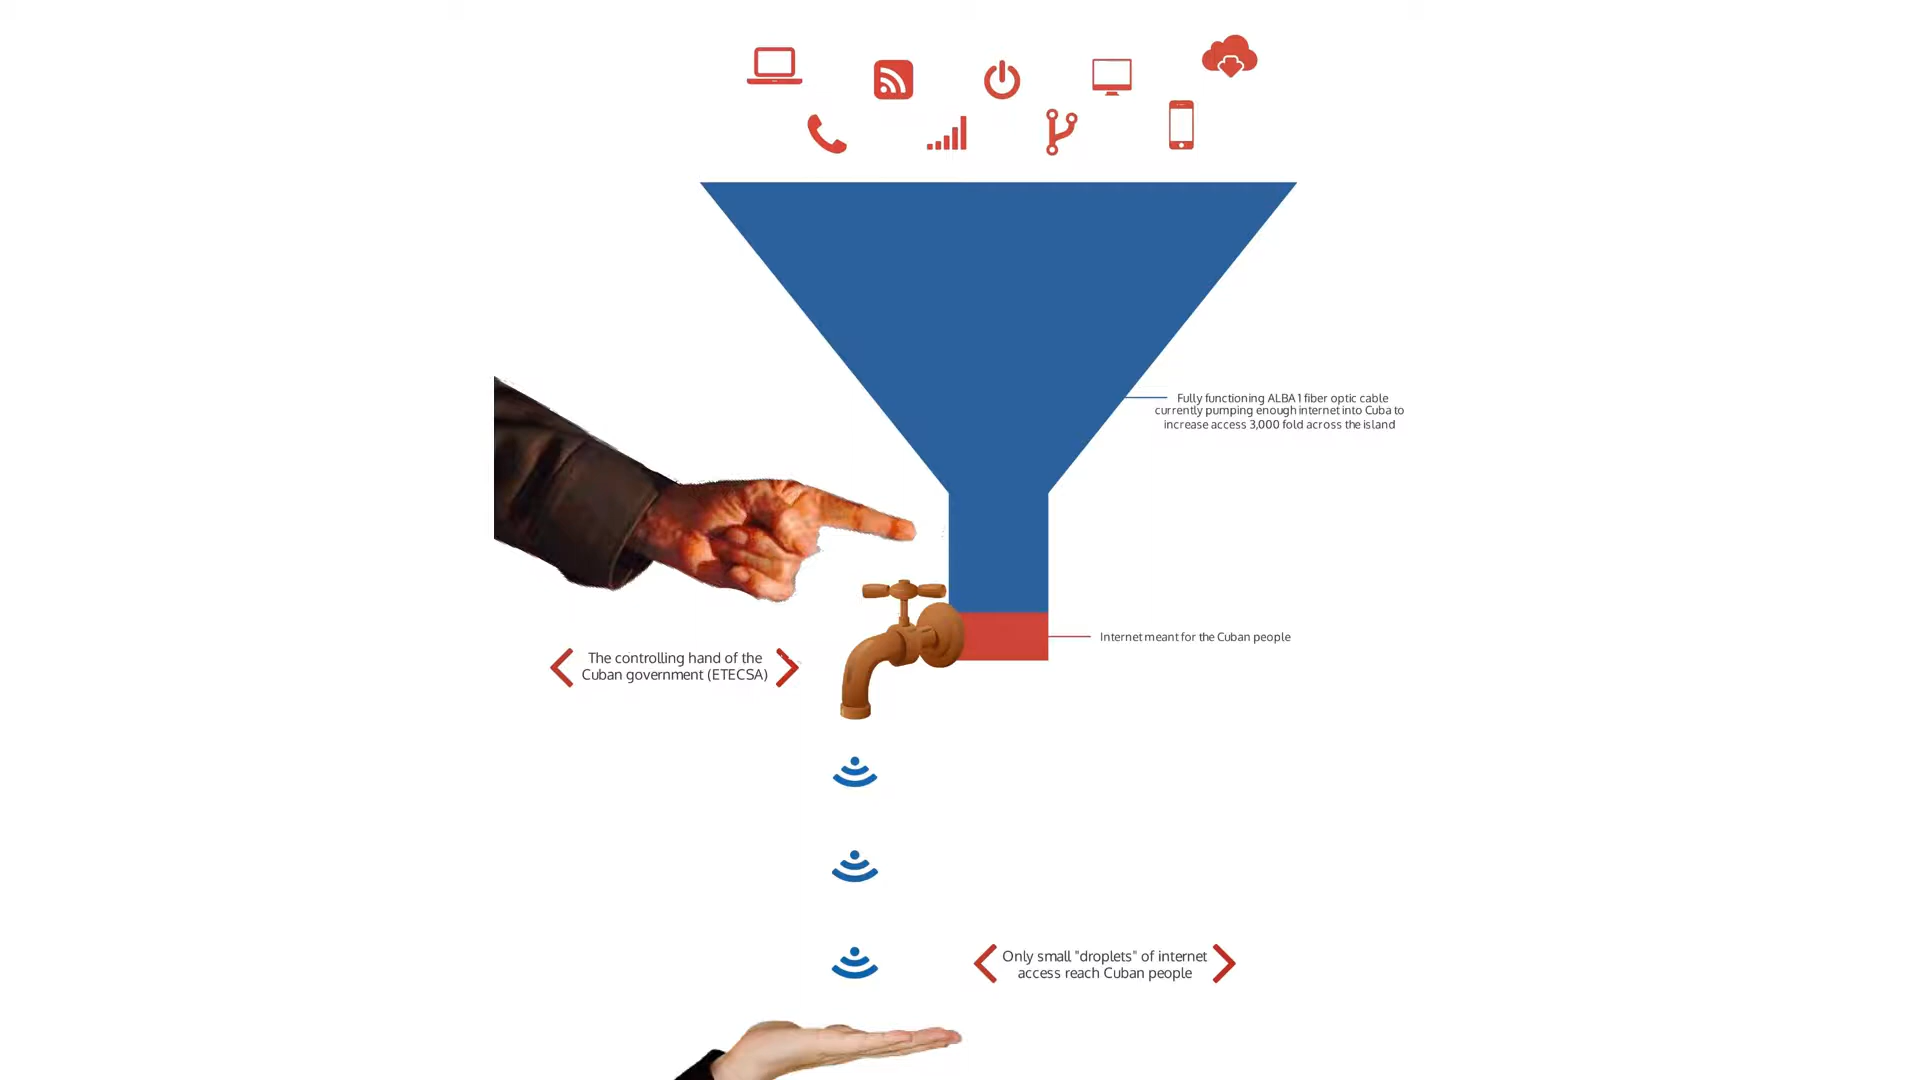 Fully functioning ALBA 1 fiber optic cable
currently pumping enough internet into Cuba to
increase access 3,000 fold across the island
Internet meant for the Cuban people
The controlling hand of the
Cuban government (ETECSA)
Only small "droplets" of internet
access reach Cuban people